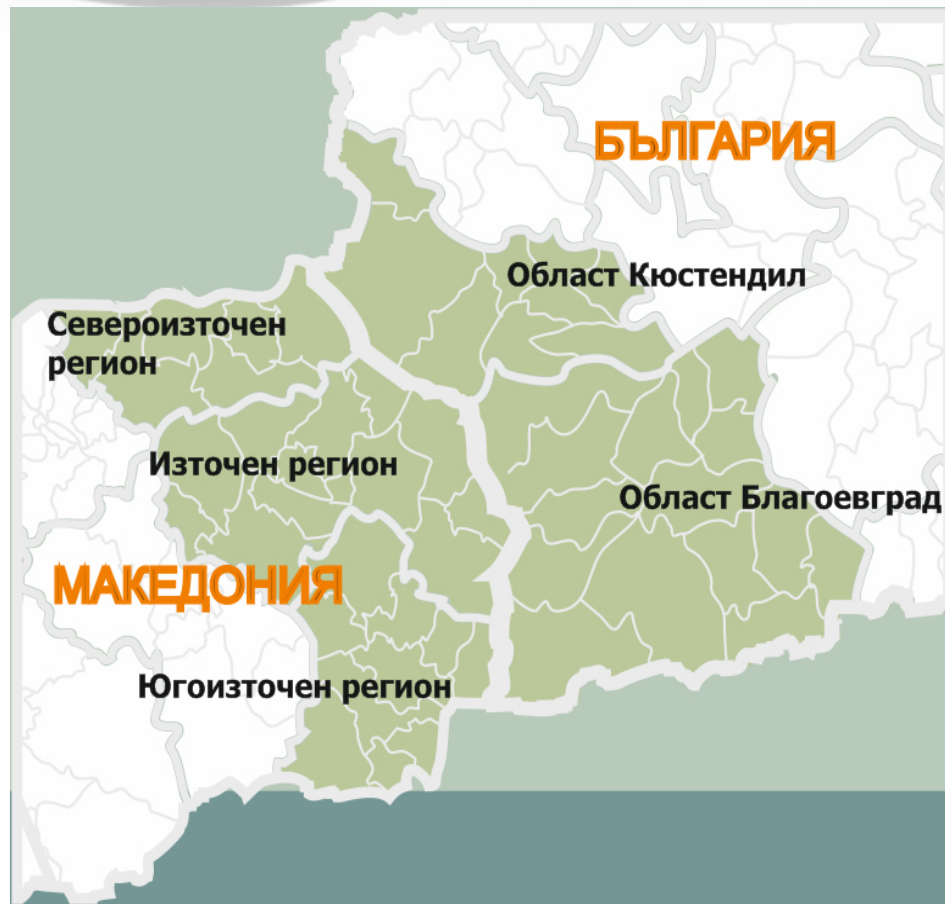 БЪЛГАРИЯ
Област Кюстендил
Североизточен
регион
Източен регион
Област Благоевград
МАКЕДОНИЯ
Югоизточен регион